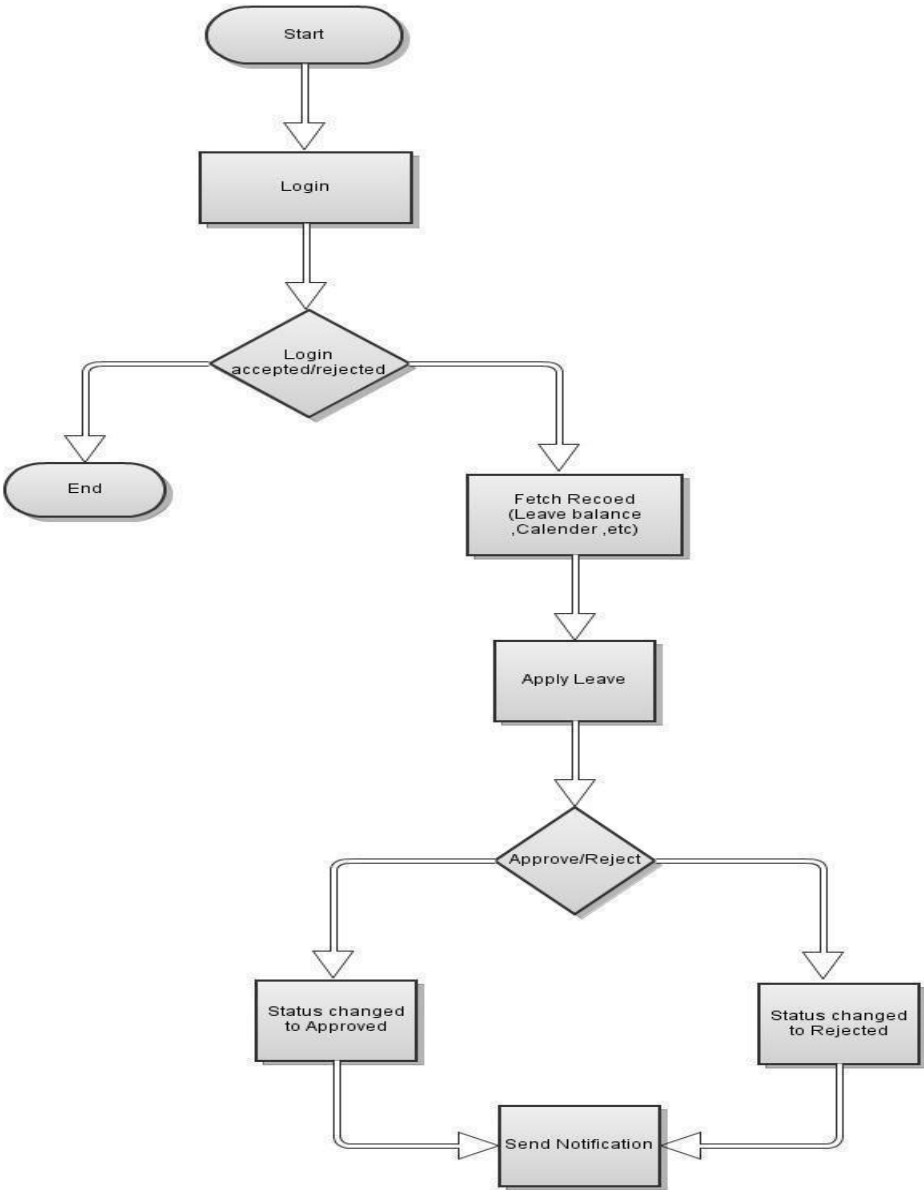 Start
Login
Login
accepted/rejected
End
Fetch Recoed
(Leave balance
,Calender ,etc)
Apply Leave
Approve/Reject
Status changed
to Approved
Status changed
to Rejected
Send Notification